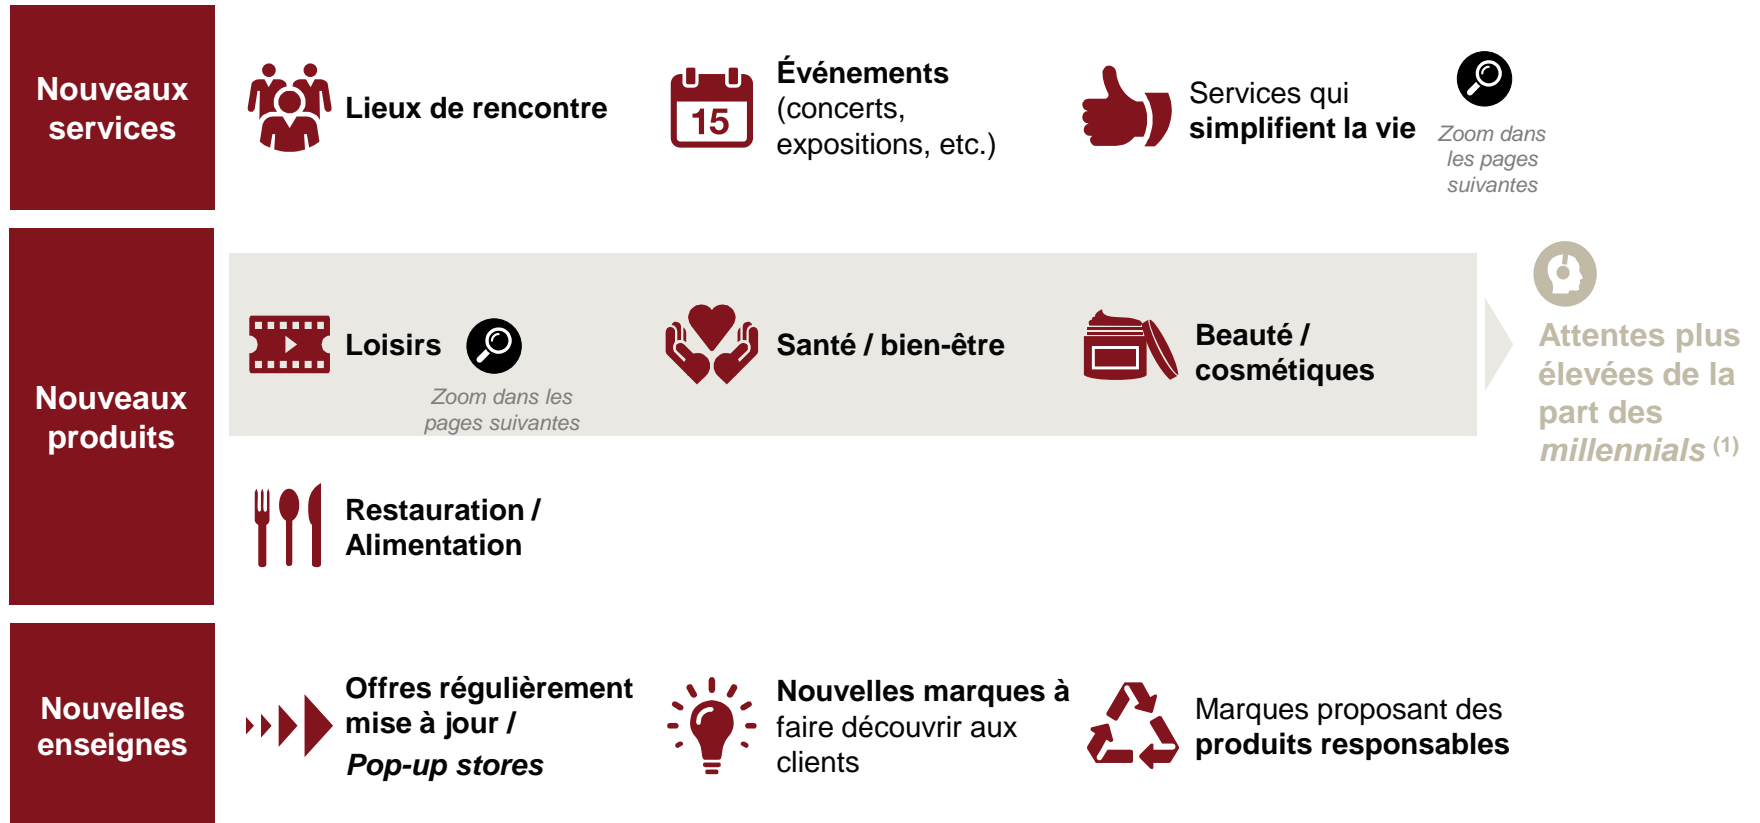 Nouveaux
services
Lieux de rencontre
15
Événements
(concerts,
expositions, etc.)
Services qui
simplifient la vie
Zoom dans
les pages
suivantes
Nouveaux
produits
Loisirs
Zoom dans les
pages suivantes
Santé / bien-être
Beauté /
cosmétiques
Attentes plus
élevées de la
part des
millennials (1)
Restauration /
Alimentation
Nouvelles
enseignes
Offres régulièrement
mise à jour /
Pop-up stores
Nouvelles marques à
faire découvrir aux
clients
Marques proposant des
produits responsables